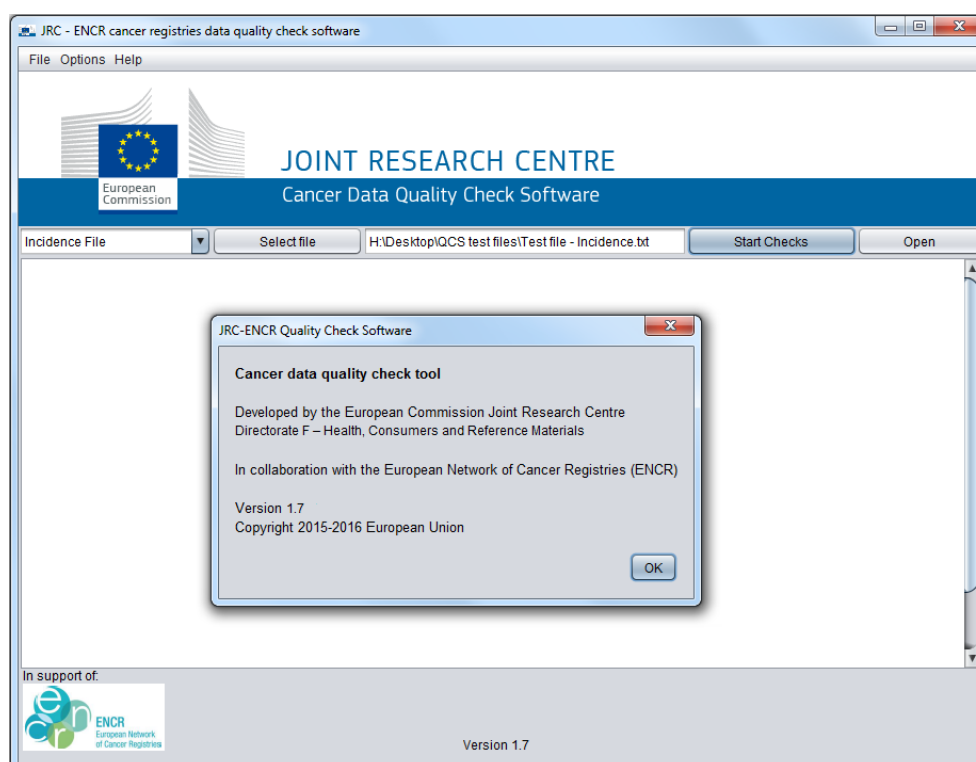 JRC - ENCR cancer registries data quality check software
File Options Help
European
Commission
JOINT RESEARCH CENTRE
Cancer Data Quality Check Software
Incidence File
Select file
H:\Desktop\QCS test files\Test file - Incidence.txt
Start Checks
Open
JRC-ENCR Quality Check Software
Cancer data quality check tool
Developed by the European Commission Joint Research Centre
Directorate F – Health, Consumers and Reference Materials
In collaboration with the European Network of Cancer Registries (ENCR)
Version 1.7
Copyright 2015-2016 European Union
OK
In support of:
encr
ENCR
European Network
of Cancer Registries
Version 1.7